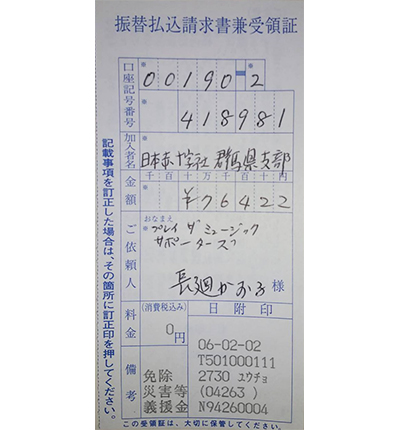 振替払込請求書兼受領証
口座記号番号
00190=2
418981
加入者名
日本赤十字社 群馬県支部
金額
千百十万千百十円
¥76422
ご依頼人
おなまえ
プレイ ザ ミュージック
サポーターズ
長廻かおる 様
料金
(消費税込み)
0円
日附印
備考
免除
災害等
義援金
06-02-02
T501000111
2730 ユウチョ
(04263 )
N94260004
記載事項を訂正した場合は、その箇所に訂正印を押してください。
この受領証は、大切に保管してください。